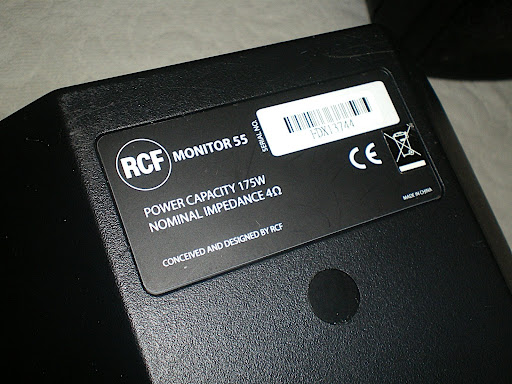 RCF
MONITOR 55
SERIAL NO.
POWER CAPACITY 175W
NOMINAL IMPEDANCE 4Ω
CE
CONCEIVED AND DESIGNED BY RCF
MADE IN CHINA